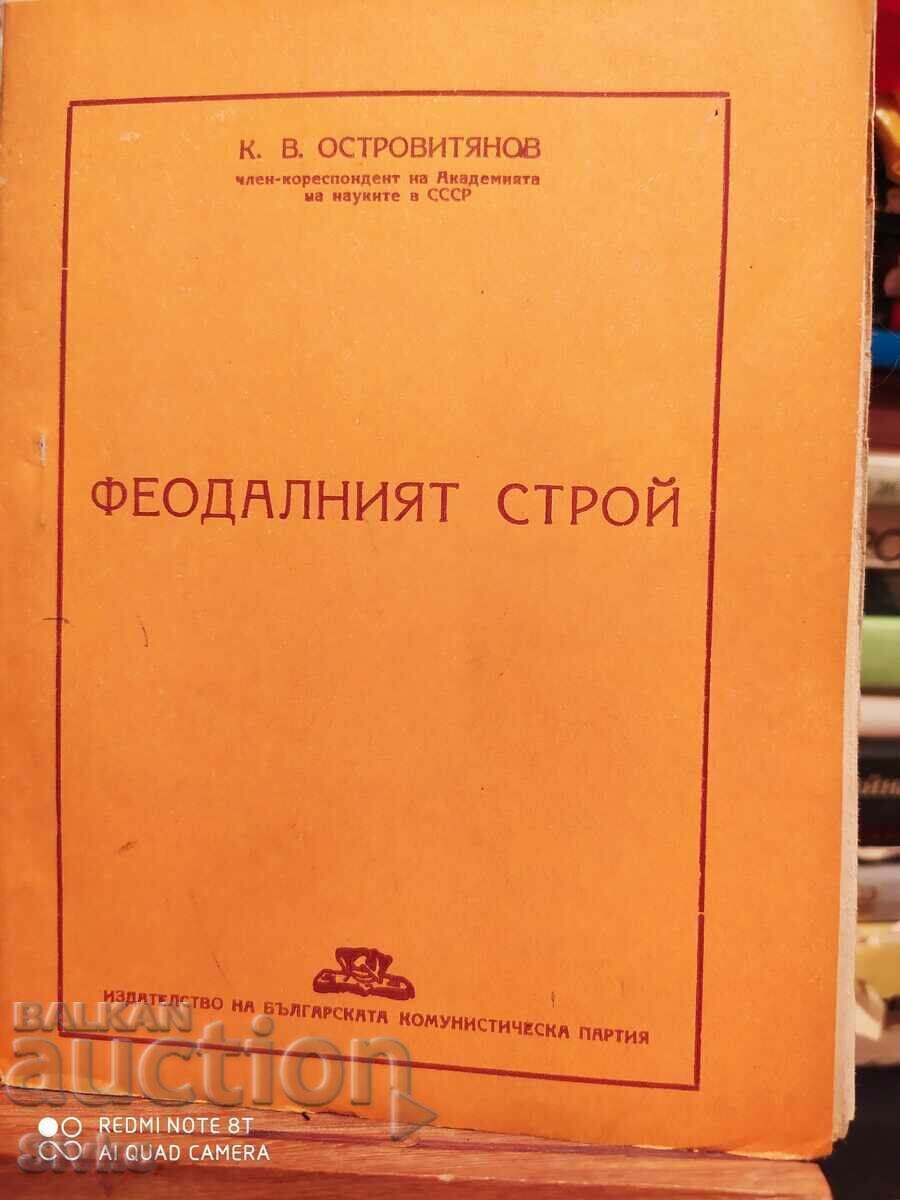 К. В. ОСТРОВИТЯНОВ
член-кореспондент на Академията
на науките в СССР
ФЕОДАЛНИЯТ СТРОЙ
ИЗДАТЕЛСТВО НА БЪЛГАРСКАТА КОМУНИСТИЧЕСКА ПАРТИЯ
BALKAN
auction
REDMI NOTE 8T
AI QUAD CAMERA